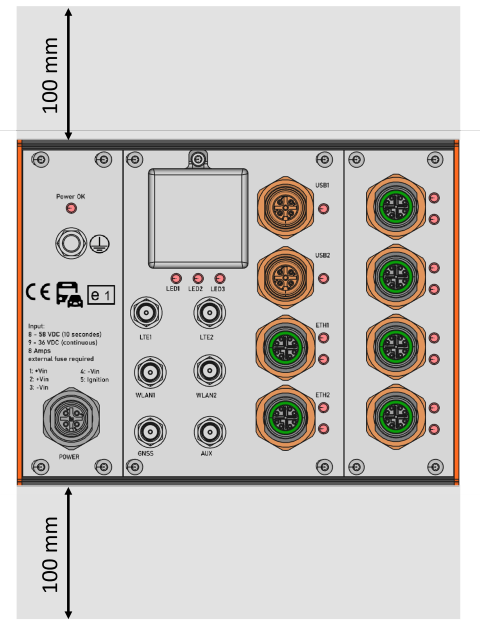 100 mm
Power OK
USB1
USB2
LED1 LED2 LED3
CE
e 1
LTE1 LTE2
ETH1
Input:
8 - 58 VDC (10 secondes)
9 - 36 VDC (continuous)
8 Amps
external fuse required
1: +Vin 4: -Vin
2: +Vin 5: Ignition
3: -Vin
WLAN1 WLAN2
ETH2
POWER
GNSS AUX
100 mm